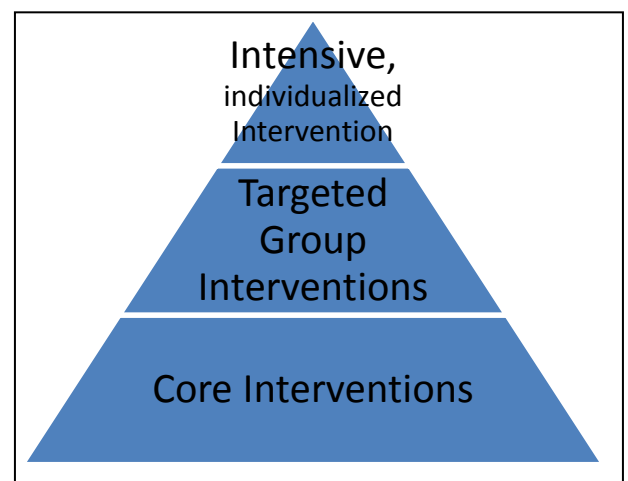 Intensive,
individualized
Intervention
Targeted
Group
Interventions
Core Interventions